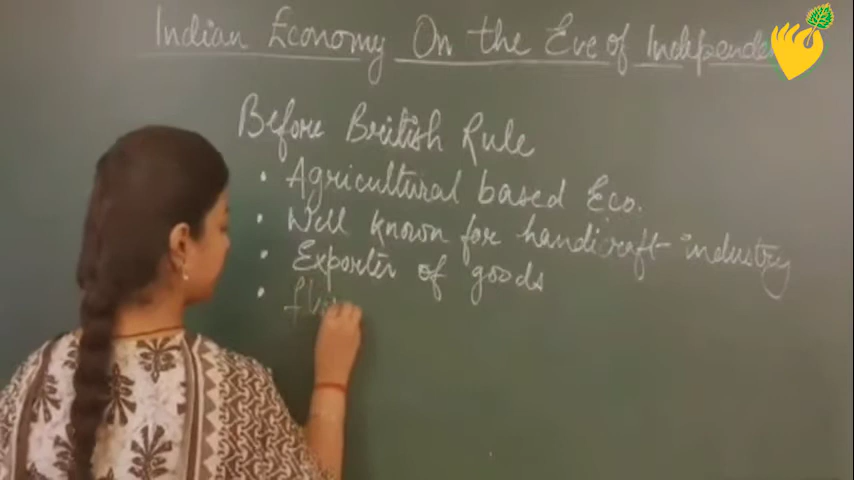 Indian Economy On the Eve of Independen
Before British Rule
• Agricultural based Eco.
• Well known for handicraft industry
• Exporter of goods
•